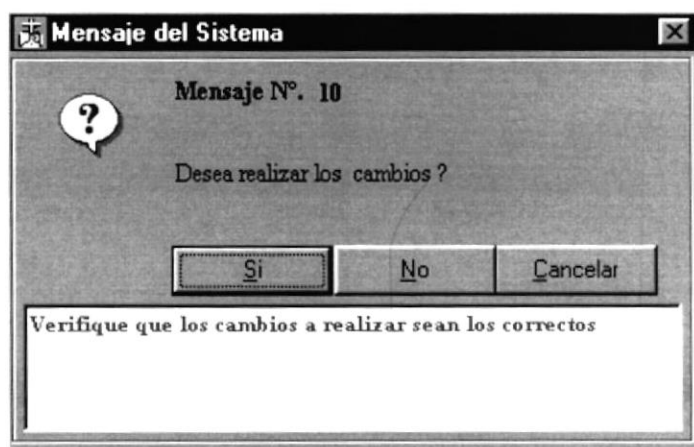 Mensaje del Sistema
Mensaje Nº. 10
Desea realizar los cambios ?
Si No Cancelar
Verifique que los cambios a realizar sean los correctos